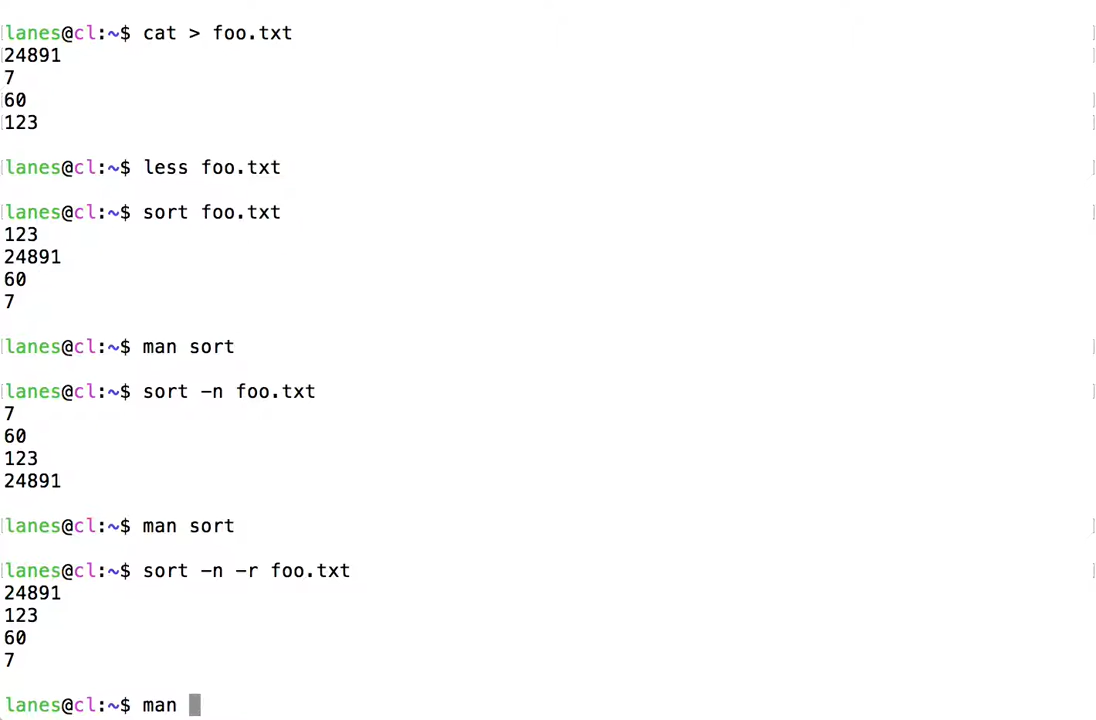 lanes@cl:~$ cat > foo.txt
24891
7
60
123
lanes@cl:~$ less foo.txt
lanes@cl:~$ sort foo.txt
123
24891
60
7
lanes@cl:~$ man sort
lanes@cl:~$ sort -n foo.txt
7
60
123
24891
lanes@cl:~$ man sort
lanes@cl:~$ sort -n -r foo.txt
24891
123
60
7
lanes@cl:~$ man